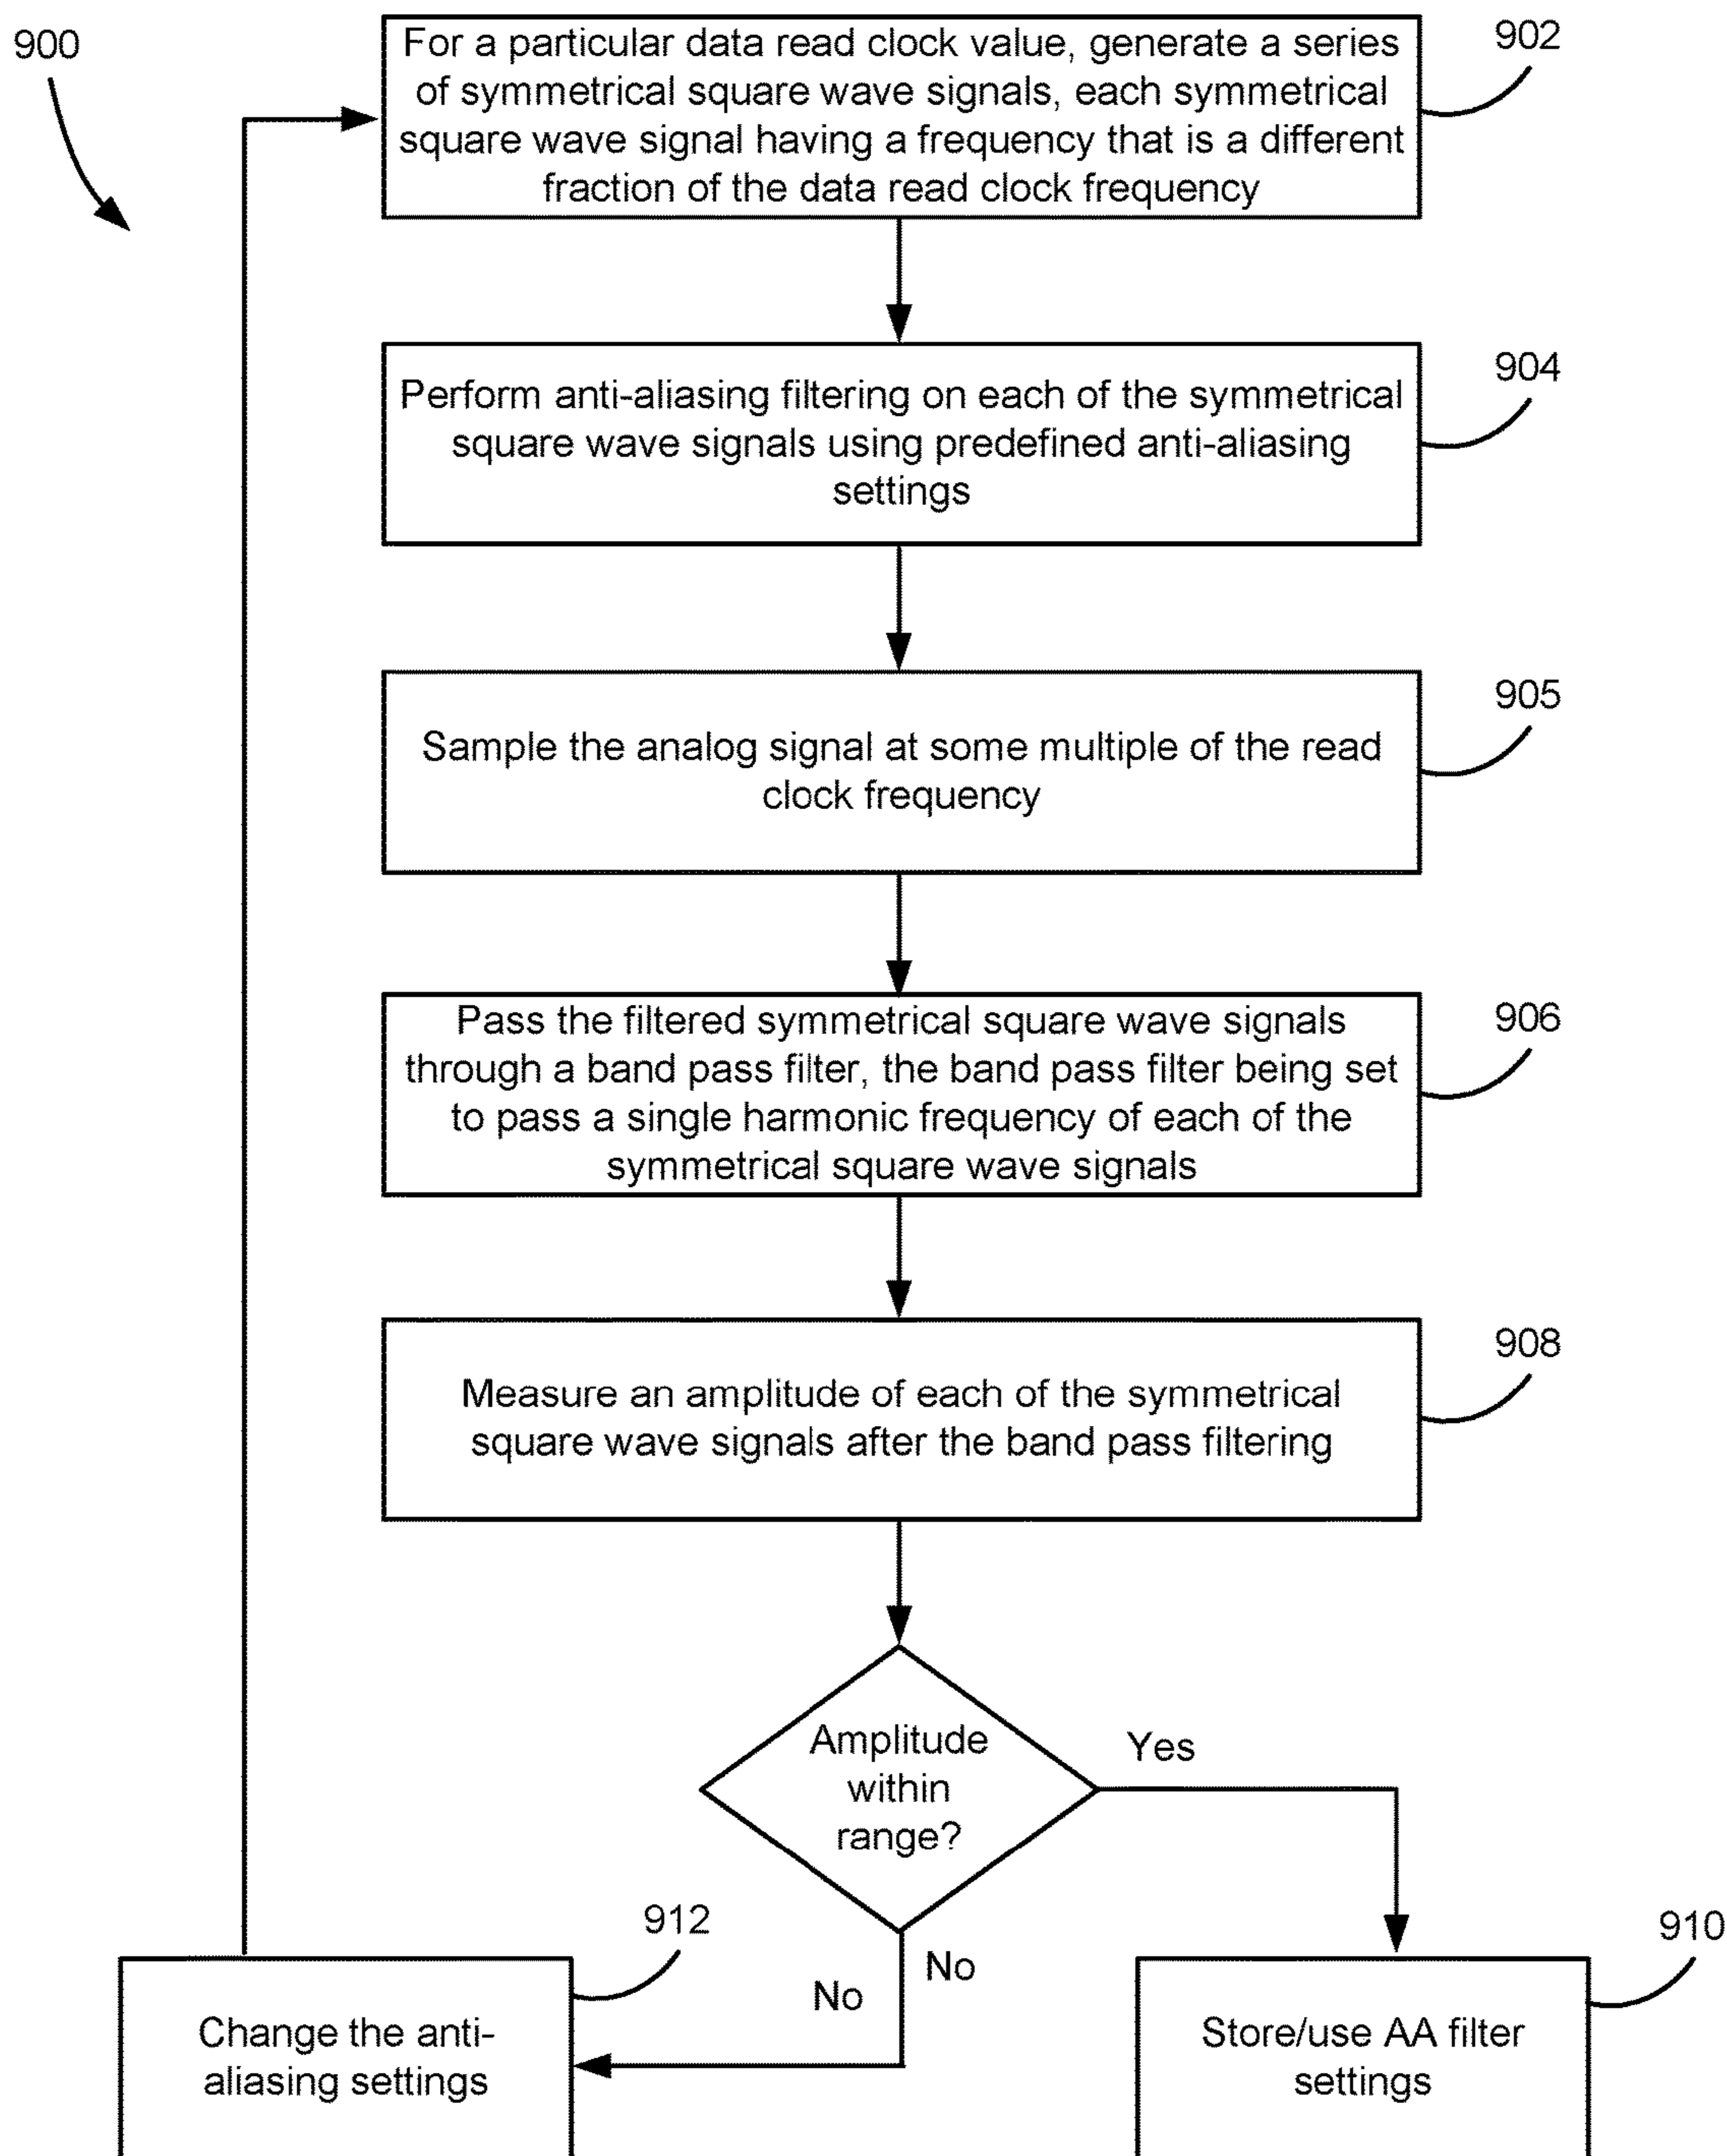 900
For a particular data read clock value, generate a series
of symmetrical square wave signals, each symmetrical
square wave signal having a frequency that is a different
fraction of the data read clock frequency
902
Perform anti-aliasing filtering on each of the symmetrical
square wave signals using predefined anti-aliasing
settings
904
Sample the analog signal at some multiple of the read
clock frequency
905
Pass the filtered symmetrical square wave signals
through a band pass filter, the band pass filter being set
to pass a single harmonic frequency of each of the
symmetrical square wave signals
906
Measure an amplitude of each of the symmetrical
square wave signals after the band pass filtering
908
Amplitude
within
range?
Yes
No
No
912
Change the anti-
aliasing settings
910
Store/use AA filter
settings